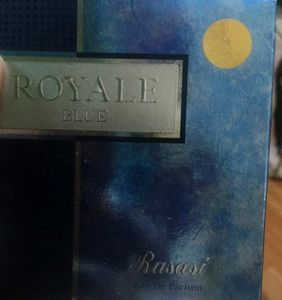 ROYALE
BLUE
Rasasi
Eau De Parfum